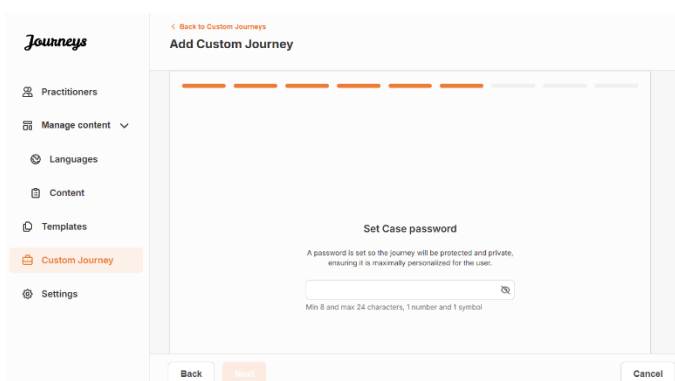 Journeys
Practitioners
Manage content
Languages
Content
Templates
Custom Journey
Settings
Back to Custom Journeys
Add Custom Journey
Set Case password
A password is set so the journey will be protected and private,
ensuring it is maximally personalized for the user.
Min 8 and max 24 characters, 1 number and 1 symbol
Back
Next
Cancel